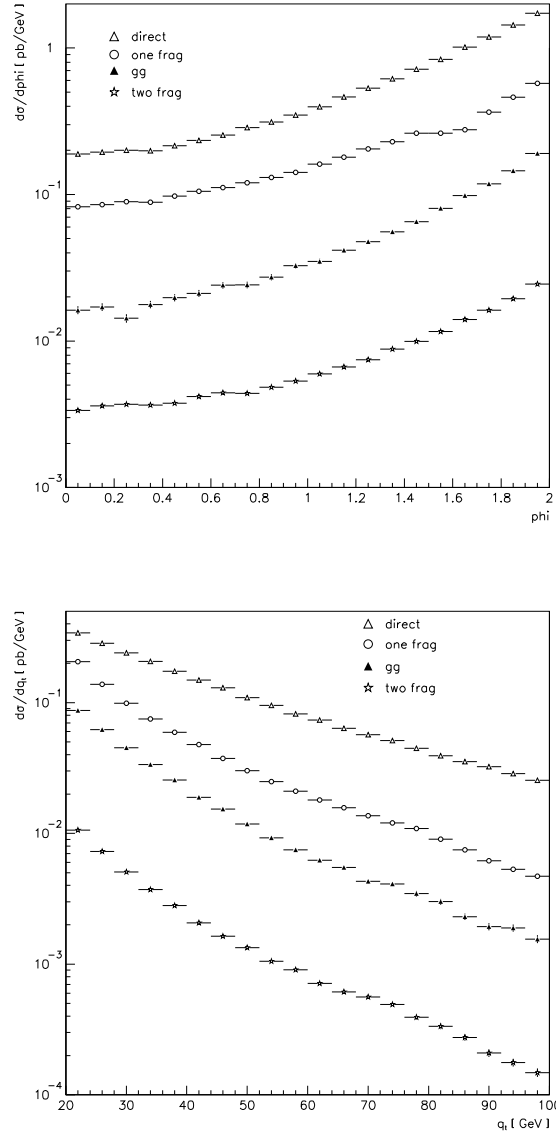 dσ/dphi [ pb/GeV ]
direct
one frag
gg
two frag
1
10⁻¹
10⁻²
10⁻³
0 0.2 0.4 0.6 0.8 1 1.2 1.4 1.6 1.8 2
phi
dσ/dqₜ [ pb/GeV ]
direct
one frag
gg
two frag
10⁻¹
10⁻²
10⁻³
10⁻⁴
20 30 40 50 60 70 80 90 100
qₜ [ GeV ]